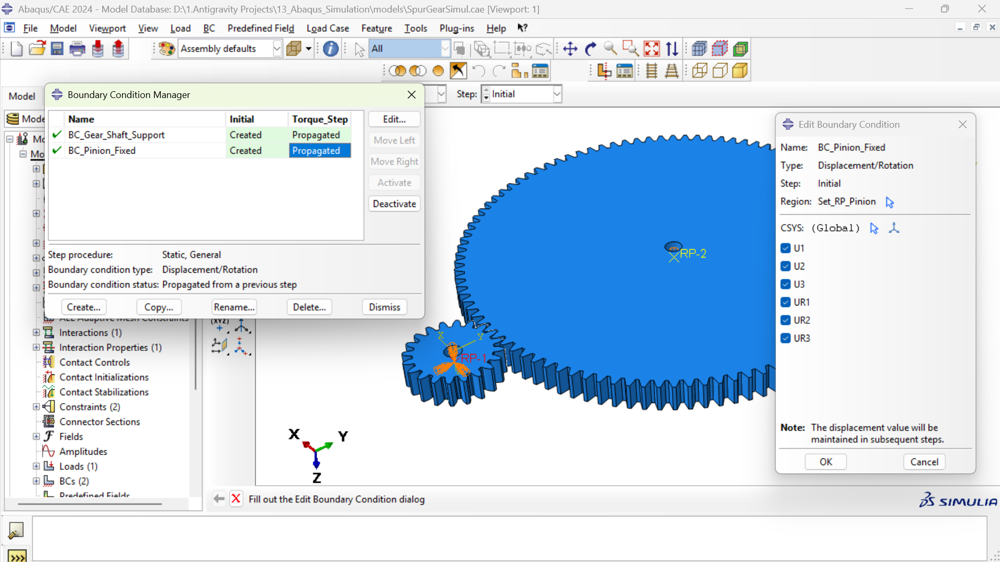 Abaqus/CAE 2024 - Model Database: D:\1.Antigravity Projects\13_Abaqus_Simulation\models\SpurGearSimul.cae [Viewport: 1]
File Model Viewport View Load BC Predefined Field Load Case Feature Tools Plug-ins Help ?
Assembly defaults
All
Model
Step: Initial
Boundary Condition Manager
Name Initial Torque_Step
BC_Gear_Shaft_Support Created Propagated
BC_Pinion_Fixed Created Propagated
Edit...
Move Left
Move Right
Activate
Deactivate
Step procedure: Static, General
Boundary condition type: Displacement/Rotation
Boundary condition status: Propagated from a previous step
Create... Copy... Rename... Delete... Dismiss
ALE Adaptive Mesh Constraints
Interactions (1)
Interaction Properties (1)
Contact Controls
Contact Initializations
Contact Stabilizations
Constraints (2)
Connector Sections
Fields
Amplitudes
Loads (1)
BCs (2)
Predefined Fields
(XYZ)
RP-2
X Y
RP-1
X Y
Z
Edit Boundary Condition
Name: BC_Pinion_Fixed
Type: Displacement/Rotation
Step: Initial
Region: Set_RP_Pinion
CSYS: (Global)
U1
U2
U3
UR1
UR2
UR3
Note: The displacement value will be
maintained in subsequent steps.
OK Cancel
Fill out the Edit Boundary Condition dialog
SIMULIA
>>>